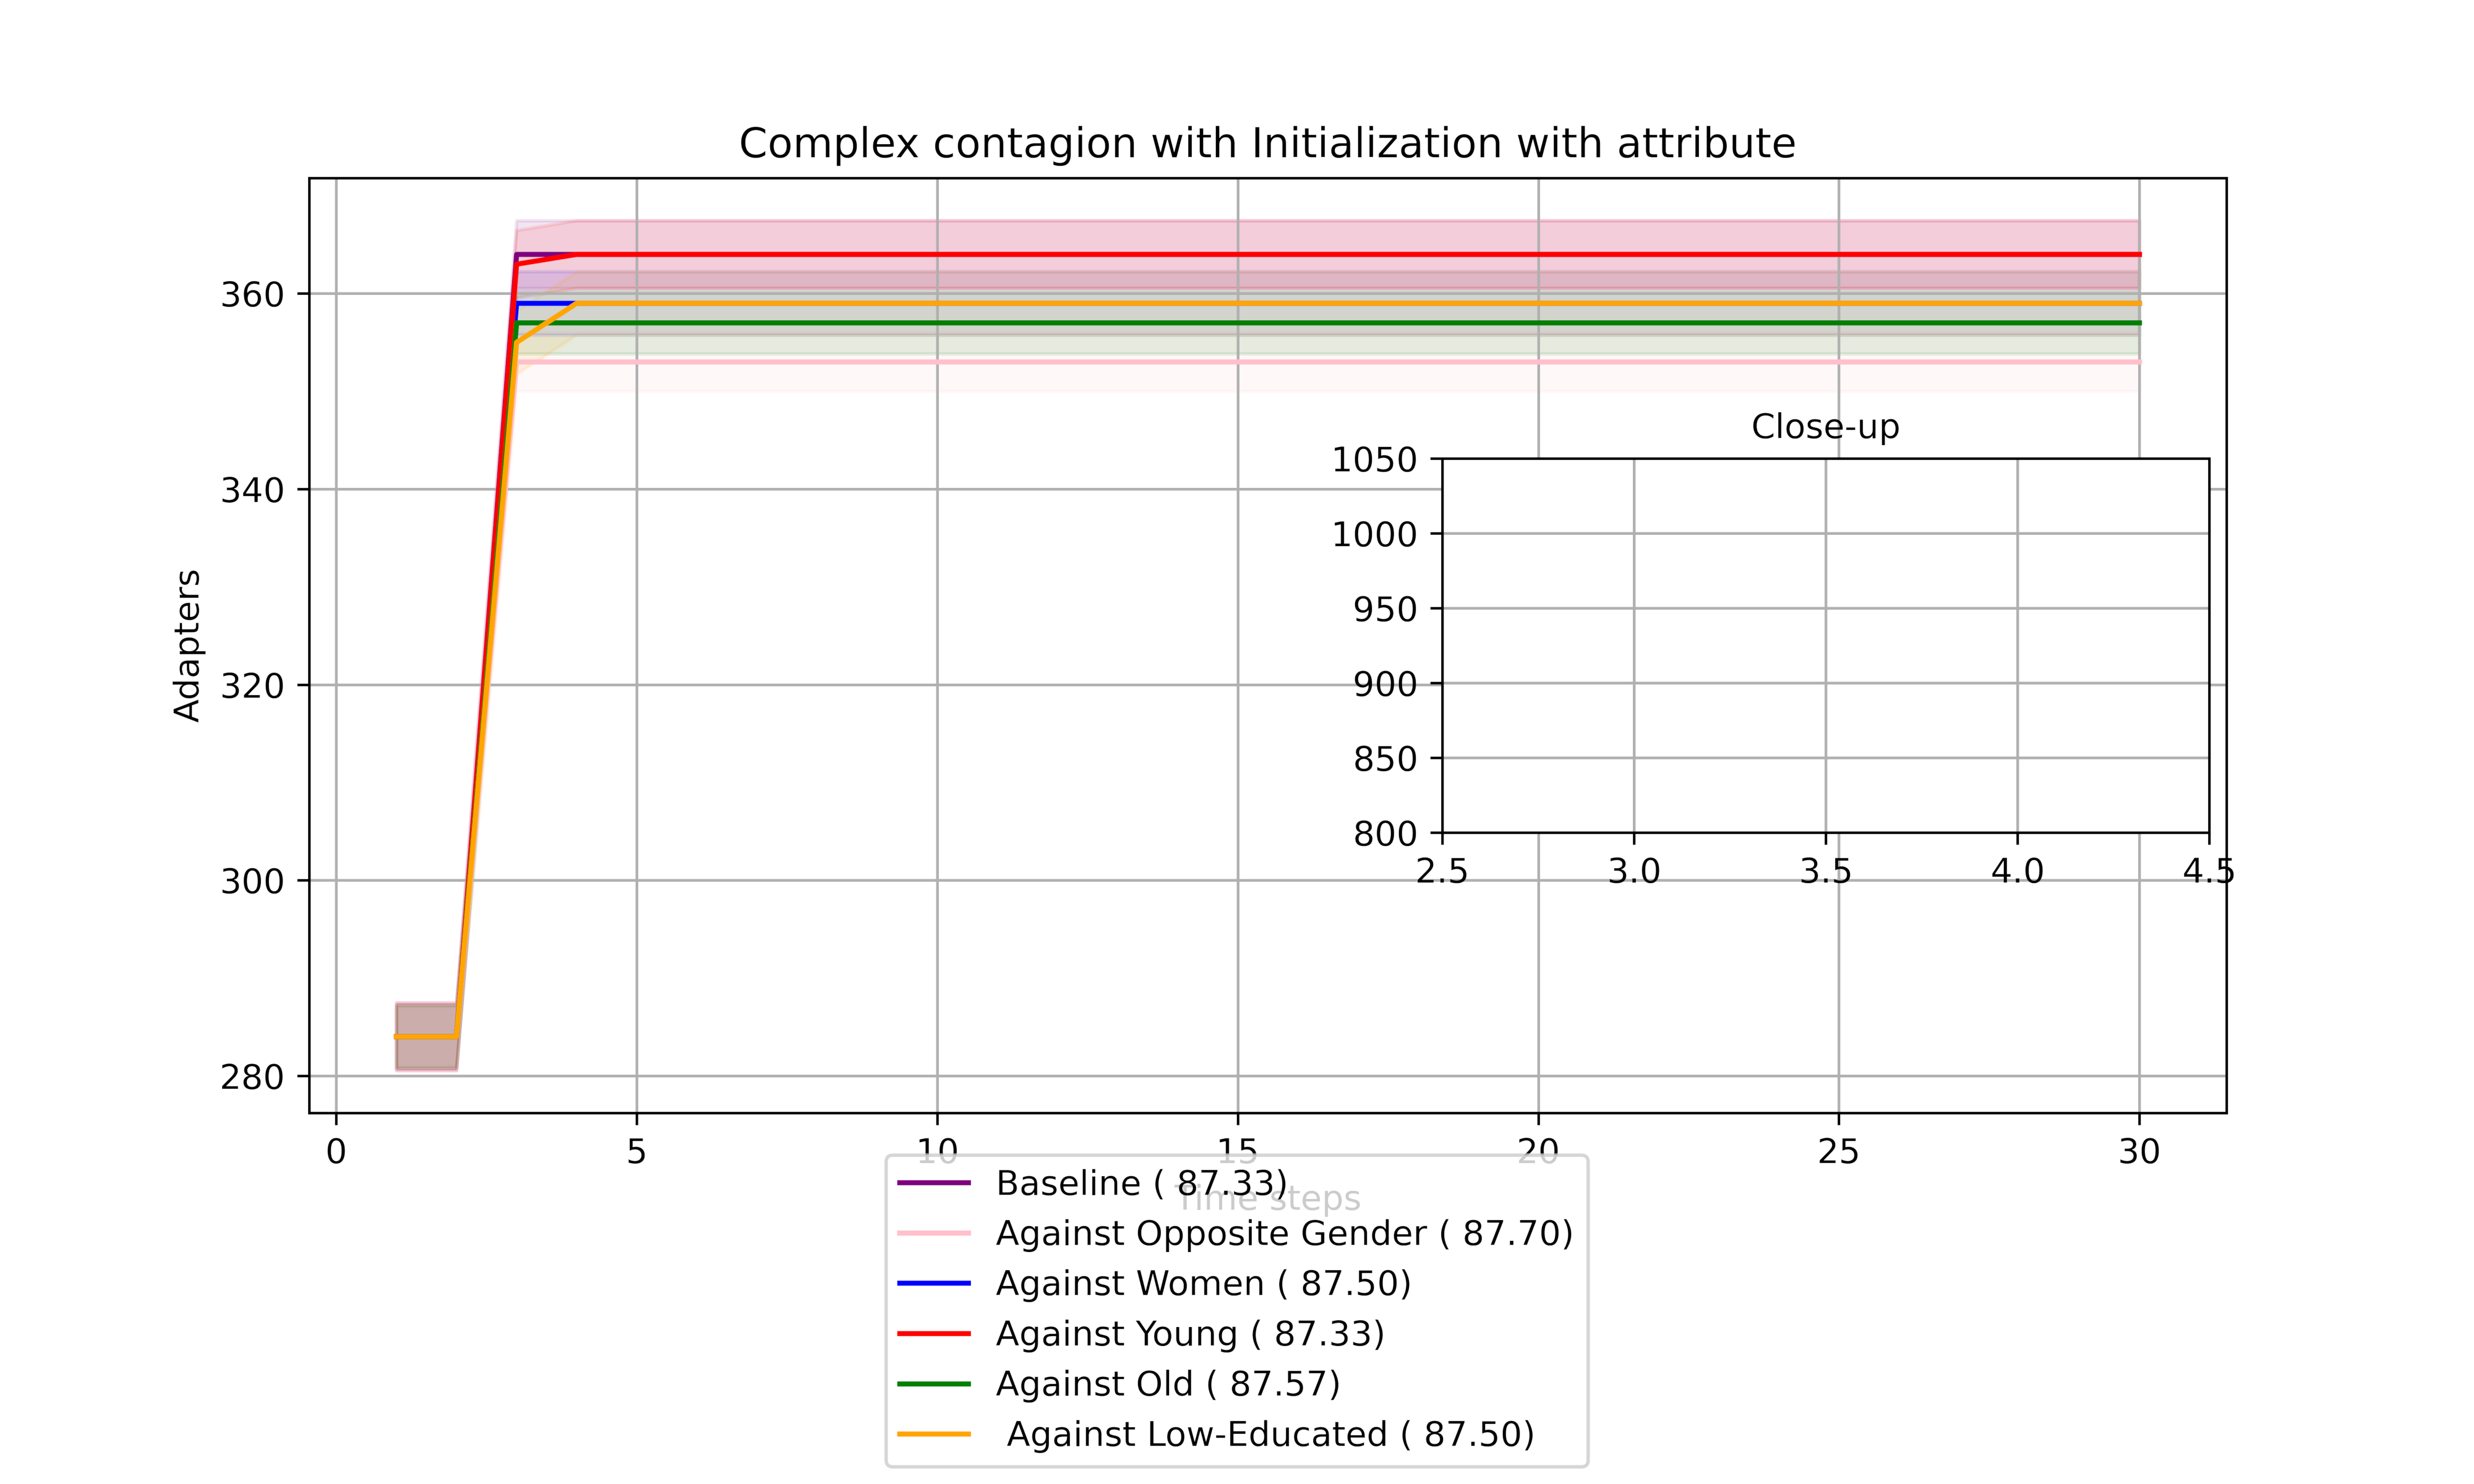 Complex contagion with Initialization with attribute
Adapters
360
340
320
300
280
Close-up
1050
1000
950
900
850
800
2.5 3.0 3.5 4.0 4.5
0 5 10 15 20 25 30
Time steps
Baseline ( 87.33)
Against Opposite Gender ( 87.70)
Against Women ( 87.50)
Against Young ( 87.33)
Against Old ( 87.57)
Against Low-Educated ( 87.50)